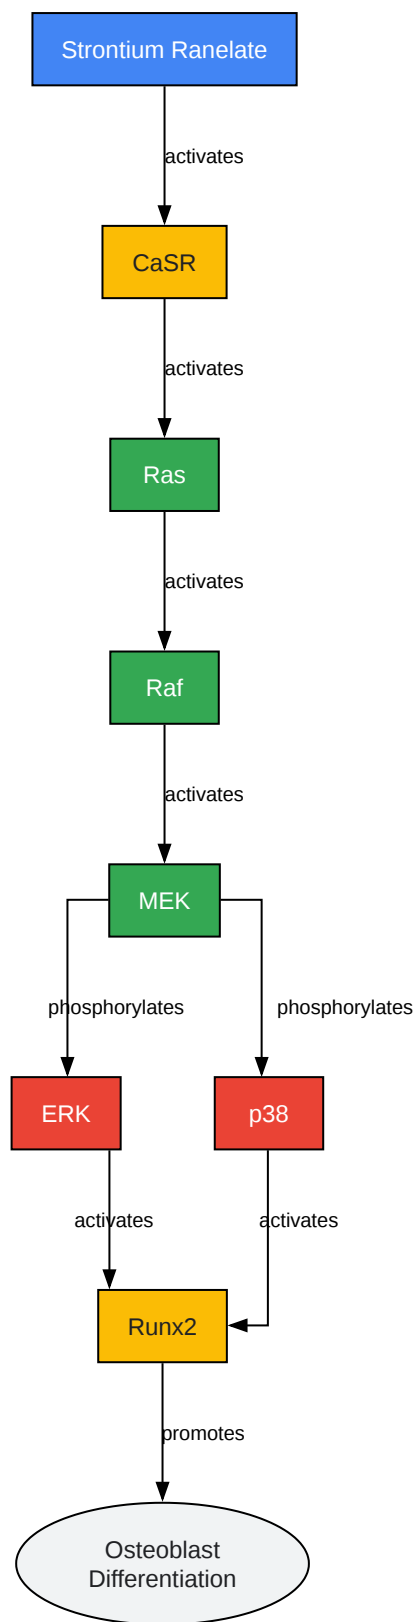 Strontium Ranelate
activates
CaSR
activates
Ras
activates
Raf
activates
MEK
phosphorylates
phosphorylates
ERK
p38
activates
activates
Runx2
promotes
Osteoblast
Differentiation